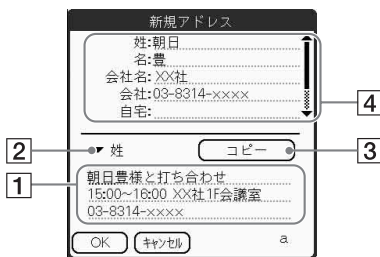 新規アドレス
姓:朝日
名:豊
会社名:XX社
会社:03-8314-××××
自宅:
4
2
▼ 姓
コピー
3
1
朝日豊様と打ち合わせ
15:00~16:00 XX社1F会議室
03-8314-××××
OK
キャンセル
a